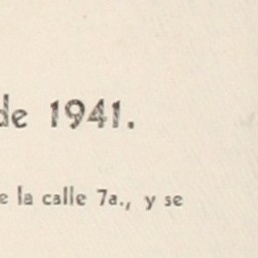 de 1941.
e la calle 7a., y se